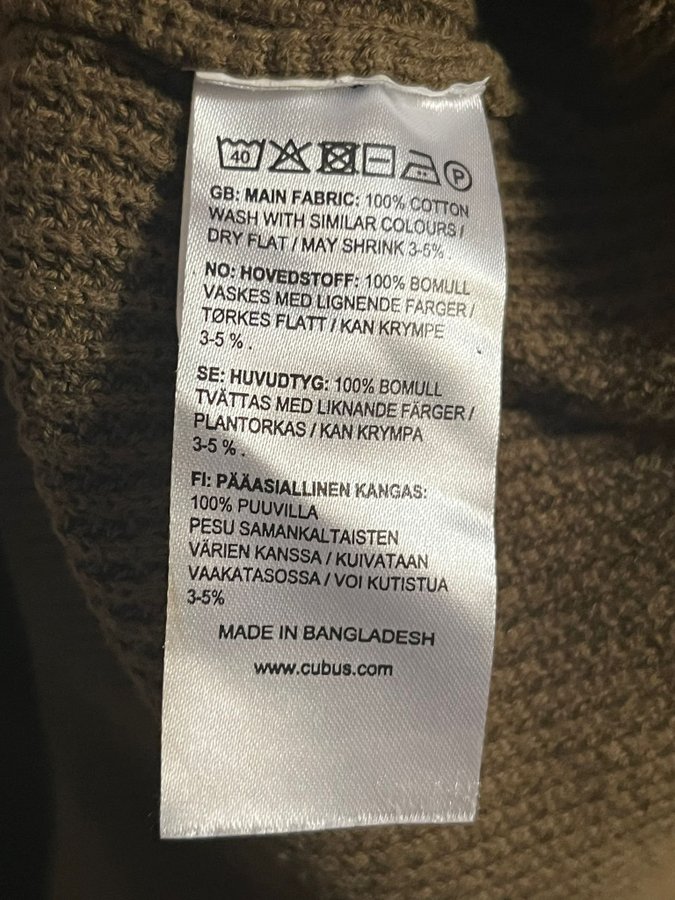 40 P
GB: MAIN FABRIC: 100% COTTON
WASH WITH SIMILAR COLOURS /
DRY FLAT / MAY SHRINK 3-5% .
NO: HOVEDSTOFF: 100% BOMULL
VASKES MED LIGNENDE FARGER /
TØRKES FLATT / KAN KRYMPE
3-5 % .
SE: HUVUDTYG: 100% BOMULL
TVÄTTAS MED LIKNANDE FÄRGER /
PLANTORKAS / KAN KRYMPA
3-5 % .
FI: PÄÄASIALLINEN KANGAS:
100% PUUVILLA
PESU SAMANKALTAISTEN
VÄRIEN KANSSA / KUIVATAAN
VAAKATASOSSA / VOI KUTISTUA
3-5%
MADE IN BANGLADESH
www.cubus.com